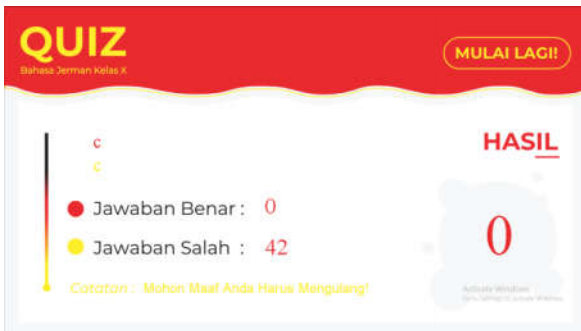 QUIZ
Bahasa Jerman Kelas X
MULAI LAGI!
c
c
HASIL
Jawaban Benar : 0
Jawaban Salah : 42
0
Catatan : Mohon Maaf Anda Harus Mengulang!
Activate Windows